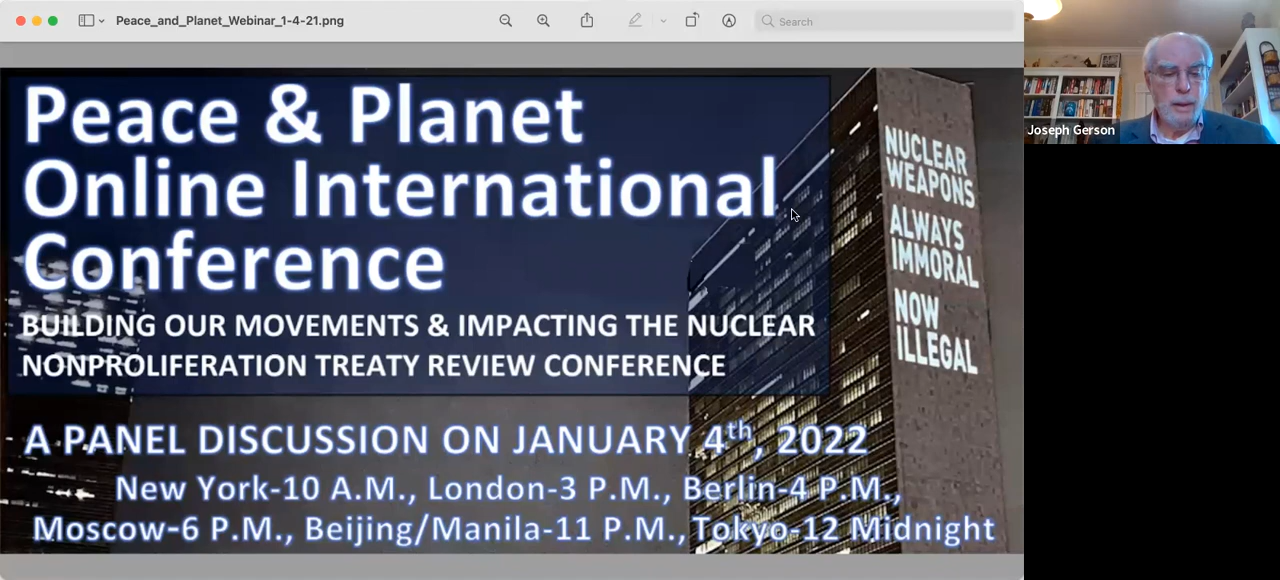 Peace_and_Planet_Webinar_1-4-21.png
Search
Peace & Planet
Online International
Conference
BUILDING OUR MOVEMENTS & IMPACTING THE NUCLEAR
NONPROLIFERATION TREATY REVIEW CONFERENCE
A PANEL DISCUSSION ON JANUARY 4th, 2022
New York-10 A.M., London-3 P.M., Berlin-4 P.M.,
Moscow-6 P.M., Beijing/Manila-11 P.M., Tokyo-12 Midnight
NUCLEAR
WEAPONS
ALWAYS
IMMORAL
NOW
ILLEGAL
Joseph Gerson